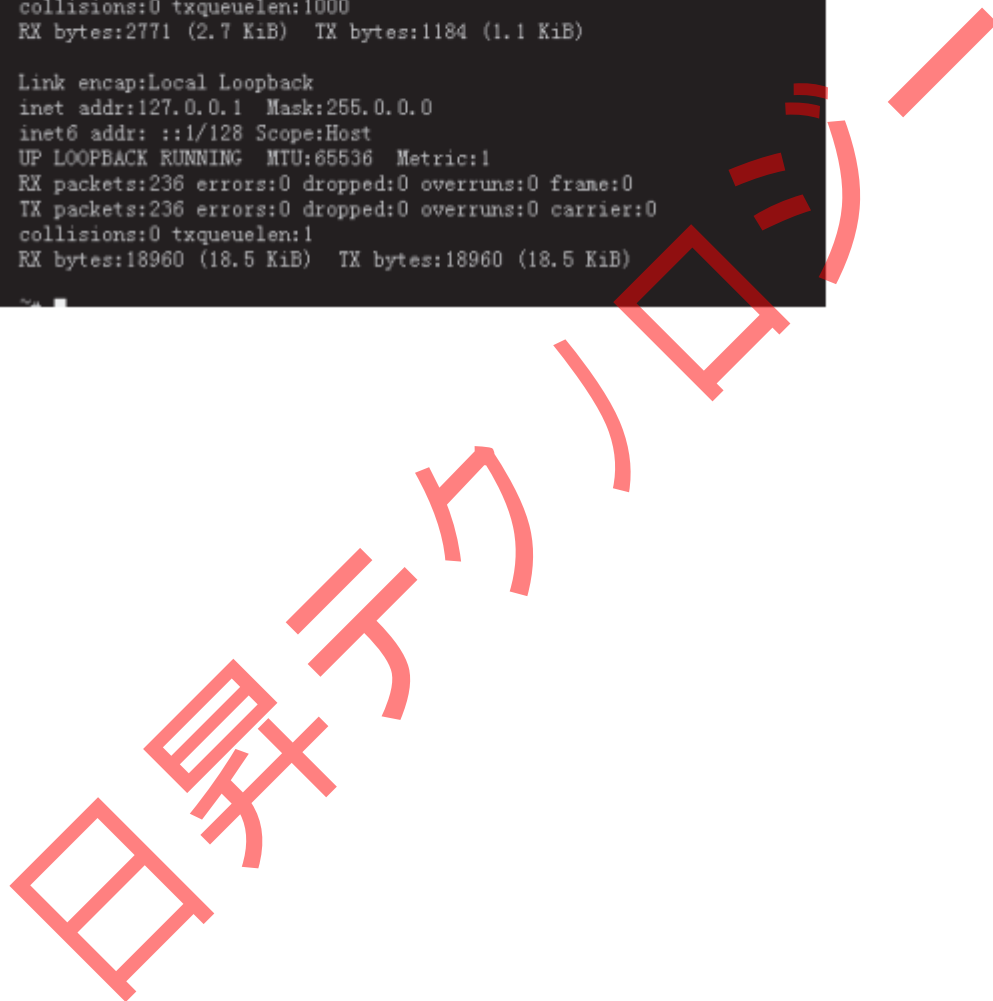 collisions:0 txqueuelen:1000
RX bytes:2771 (2.7 KiB)  TX bytes:1184 (1.1 KiB)
Link encap:Local Loopback
inet addr:127.0.0.1  Mask:255.0.0.0
inet6 addr: ::1/128 Scope:Host
UP LOOPBACK RUNNING  MTU:65536  Metric:1
RX packets:236 errors:0 dropped:0 overruns:0 frame:0
TX packets:236 errors:0 dropped:0 overruns:0 carrier:0
collisions:0 txqueuelen:1
RX bytes:18960 (18.5 KiB)  TX bytes:18960 (18.5 KiB)
日昇テクノロジー